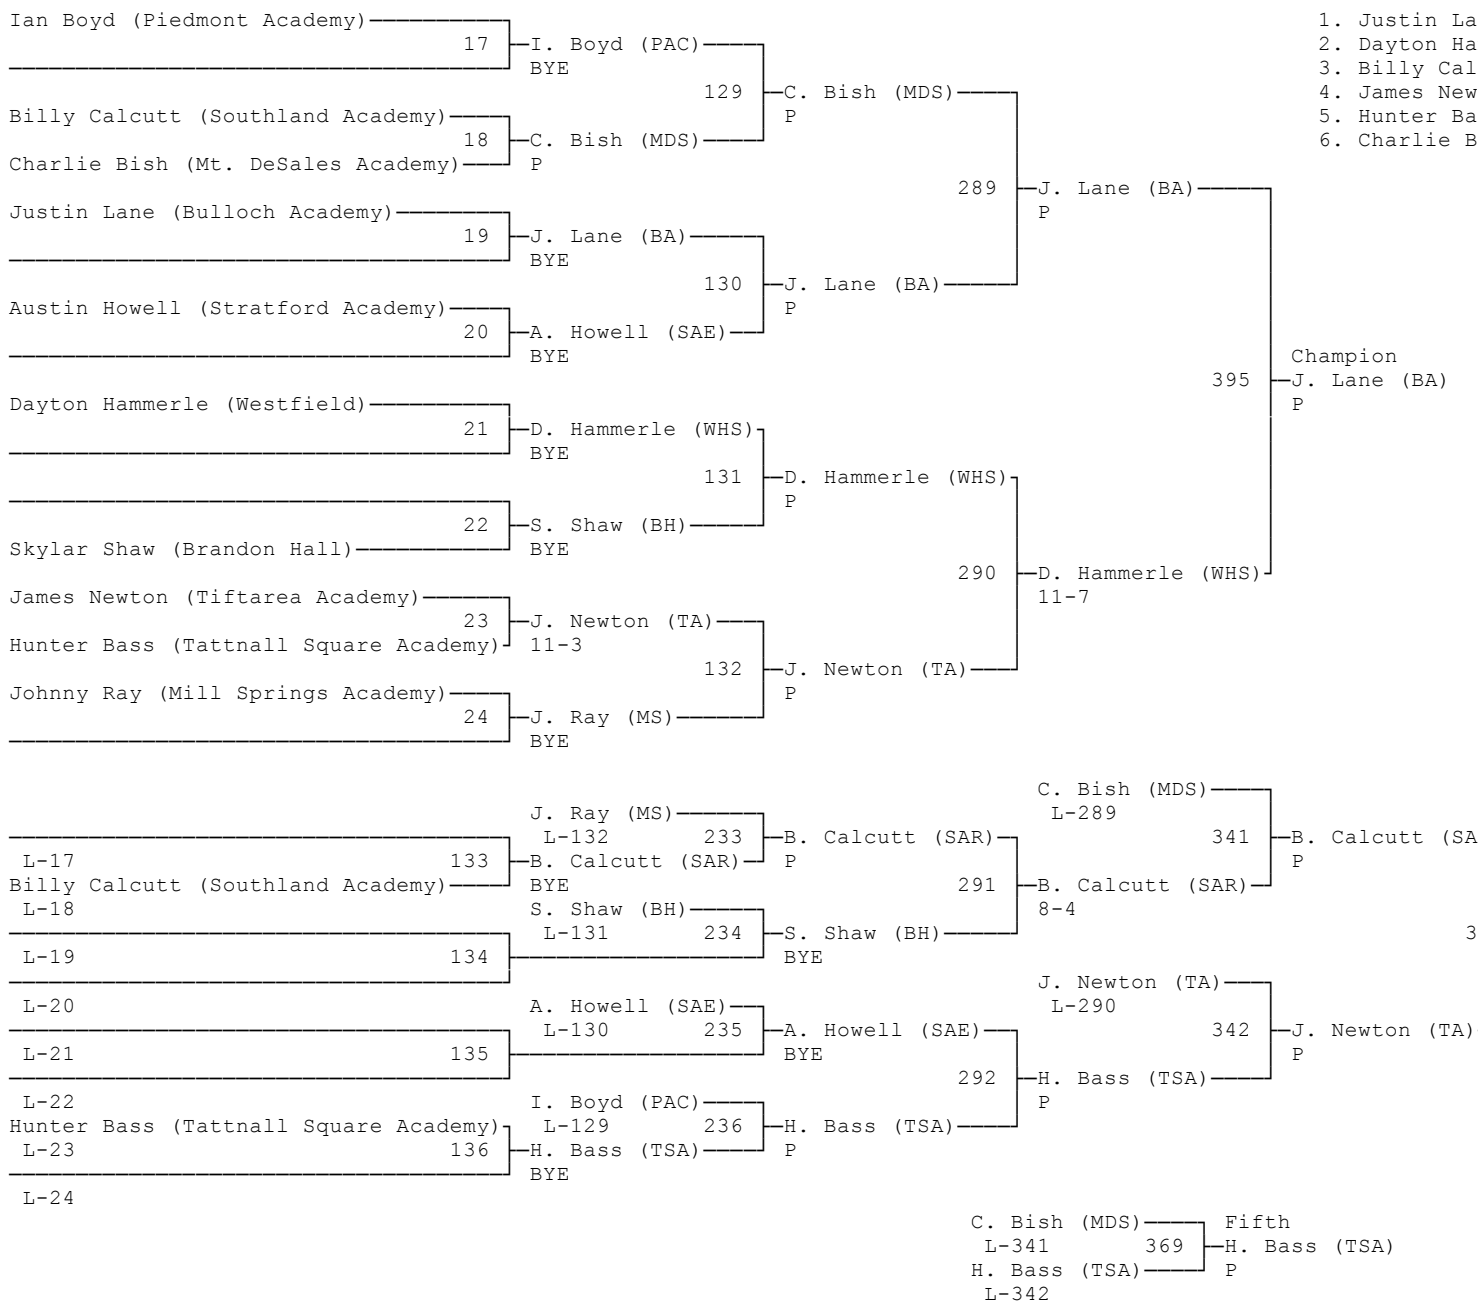 Ian Boyd (Piedmont Academy) 1. Justin La
17 I. Boyd (PAC) 2. Dayton Ha
BYE 3. Billy Cal
129 C. Bish (MDS) 4. James New
Billy Calcutt (Southland Academy) P 5. Hunter Ba
18 C. Bish (MDS) 6. Charlie B
Charlie Bish (Mt. DeSales Academy) P
289 J. Lane (BA)
Justin Lane (Bulloch Academy) P
19 J. Lane (BA)
BYE
130 J. Lane (BA)
Austin Howell (Stratford Academy) P
20 A. Howell (SAE)
BYE Champion
395 J. Lane (BA)
Dayton Hammerle (Westfield) P
21 D. Hammerle (WHS)
BYE
131 D. Hammerle (WHS)
P
22 S. Shaw (BH)
Skylar Shaw (Brandon Hall) BYE
290 D. Hammerle (WHS)
James Newton (Tiftarea Academy) 11-7
23 J. Newton (TA)
Hunter Bass (Tattnall Square Academy) 11-3
132 J. Newton (TA)
Johnny Ray (Mill Springs Academy) P
24 J. Ray (MS)
BYE
C. Bish (MDS)
J. Ray (MS) L-289
L-132 233 B. Calcutt (SAR) 341 B. Calcutt (SA
L-17 133 B. Calcutt (SAR) P P
Billy Calcutt (Southland Academy) BYE 291 B. Calcutt (SAR)
L-18 S. Shaw (BH) 8-4
L-131 234 S. Shaw (BH) 3
L-19 134 BYE
J. Newton (TA)
L-20 A. Howell (SAE) L-290
L-130 235 A. Howell (SAE) 342 J. Newton (TA)
L-21 135 BYE P
292 H. Bass (TSA)
L-22 I. Boyd (PAC) P
Hunter Bass (Tattnall Square Academy) L-129 236 H. Bass (TSA)
L-23 136 H. Bass (TSA) P
BYE
L-24
C. Bish (MDS) Fifth
L-341 369 H. Bass (TSA)
H. Bass (TSA) P
L-342